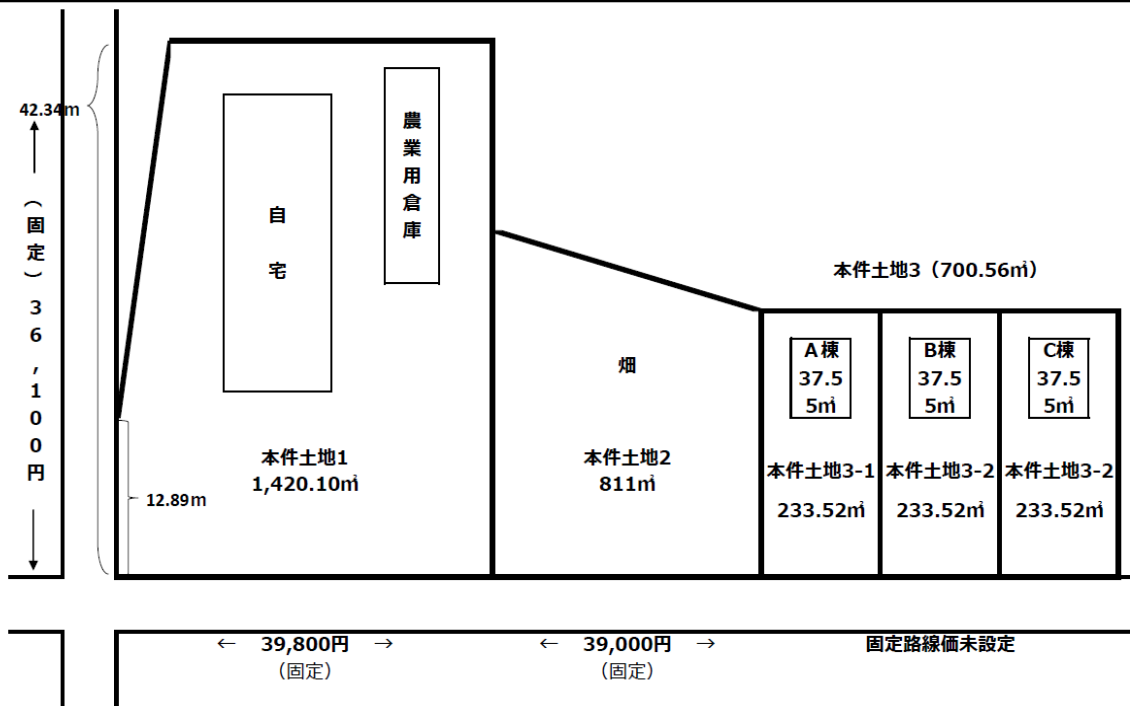 42.34m
(固定)36,100円
12.89m
自宅
農業用倉庫
本件土地1
1,420.10㎡
畑
本件土地2
811㎡
本件土地3(700.56㎡)
A棟
37.5
5㎡
B棟
37.5
5㎡
C棟
37.5
5㎡
本件土地3-1
233.52㎡
本件土地3-2
233.52㎡
本件土地3-2
233.52㎡
← 39,800円 →
(固定)
← 39,000円 →
(固定)
固定路線価未設定